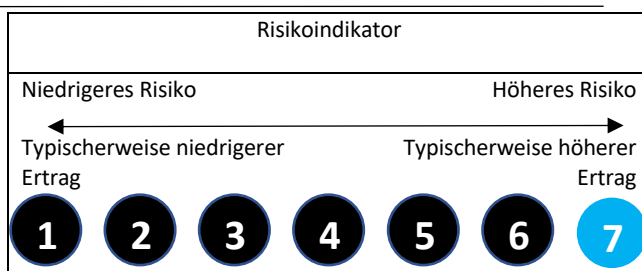 Risikoindikator
Niedrigeres Risiko Höheres Risiko
Typischerweise niedrigerer Typischerweise höherer
Ertrag Ertrag
1 2 3 4 5 6 7